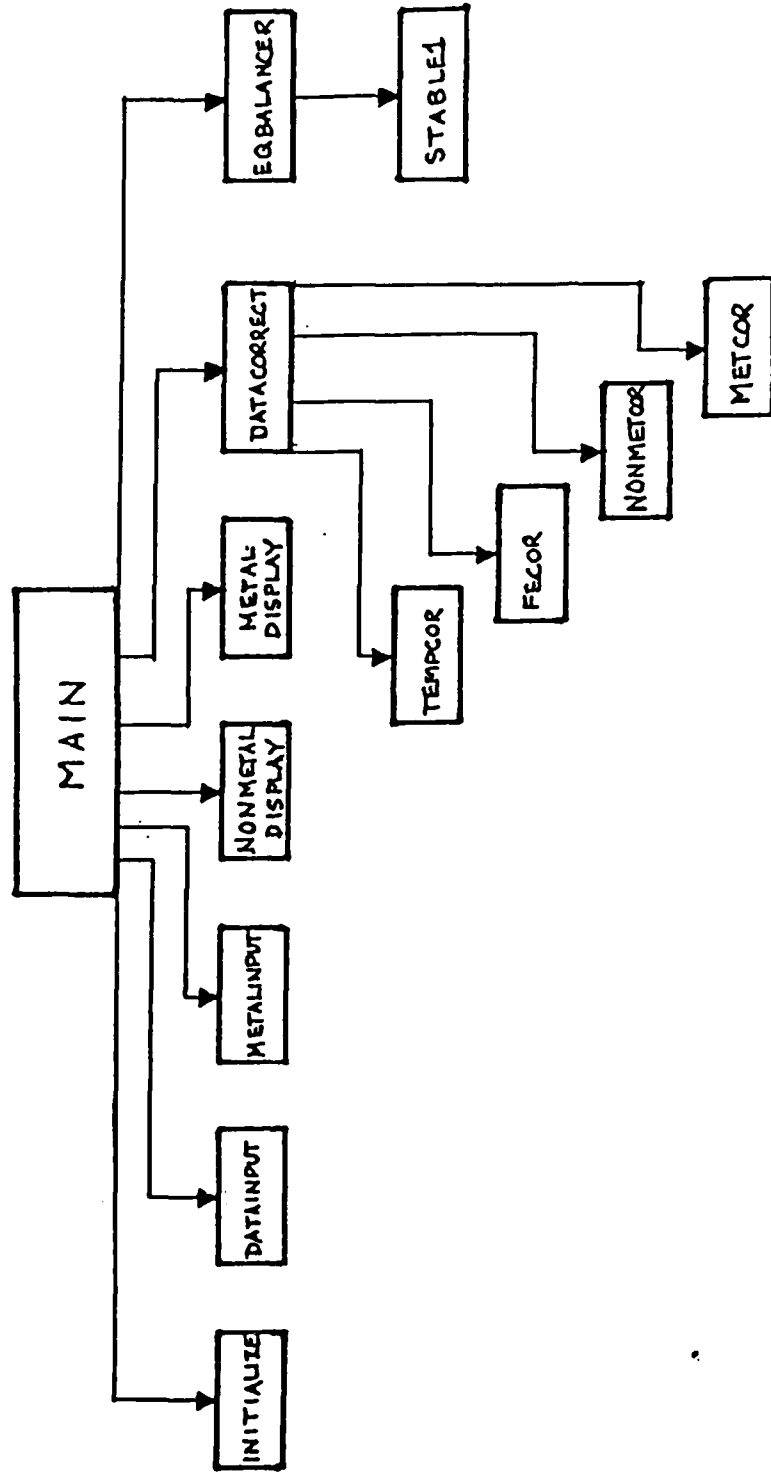 MAIN
INITIALIZE
DATAINPUT
METALINPUT
NONMETAL
DISPLAY
METAL
DISPLAY
DATACORRECT
EQBALANCER
TEMPCOR
FECOR
NONMETCOR
METCOR
STABLE1